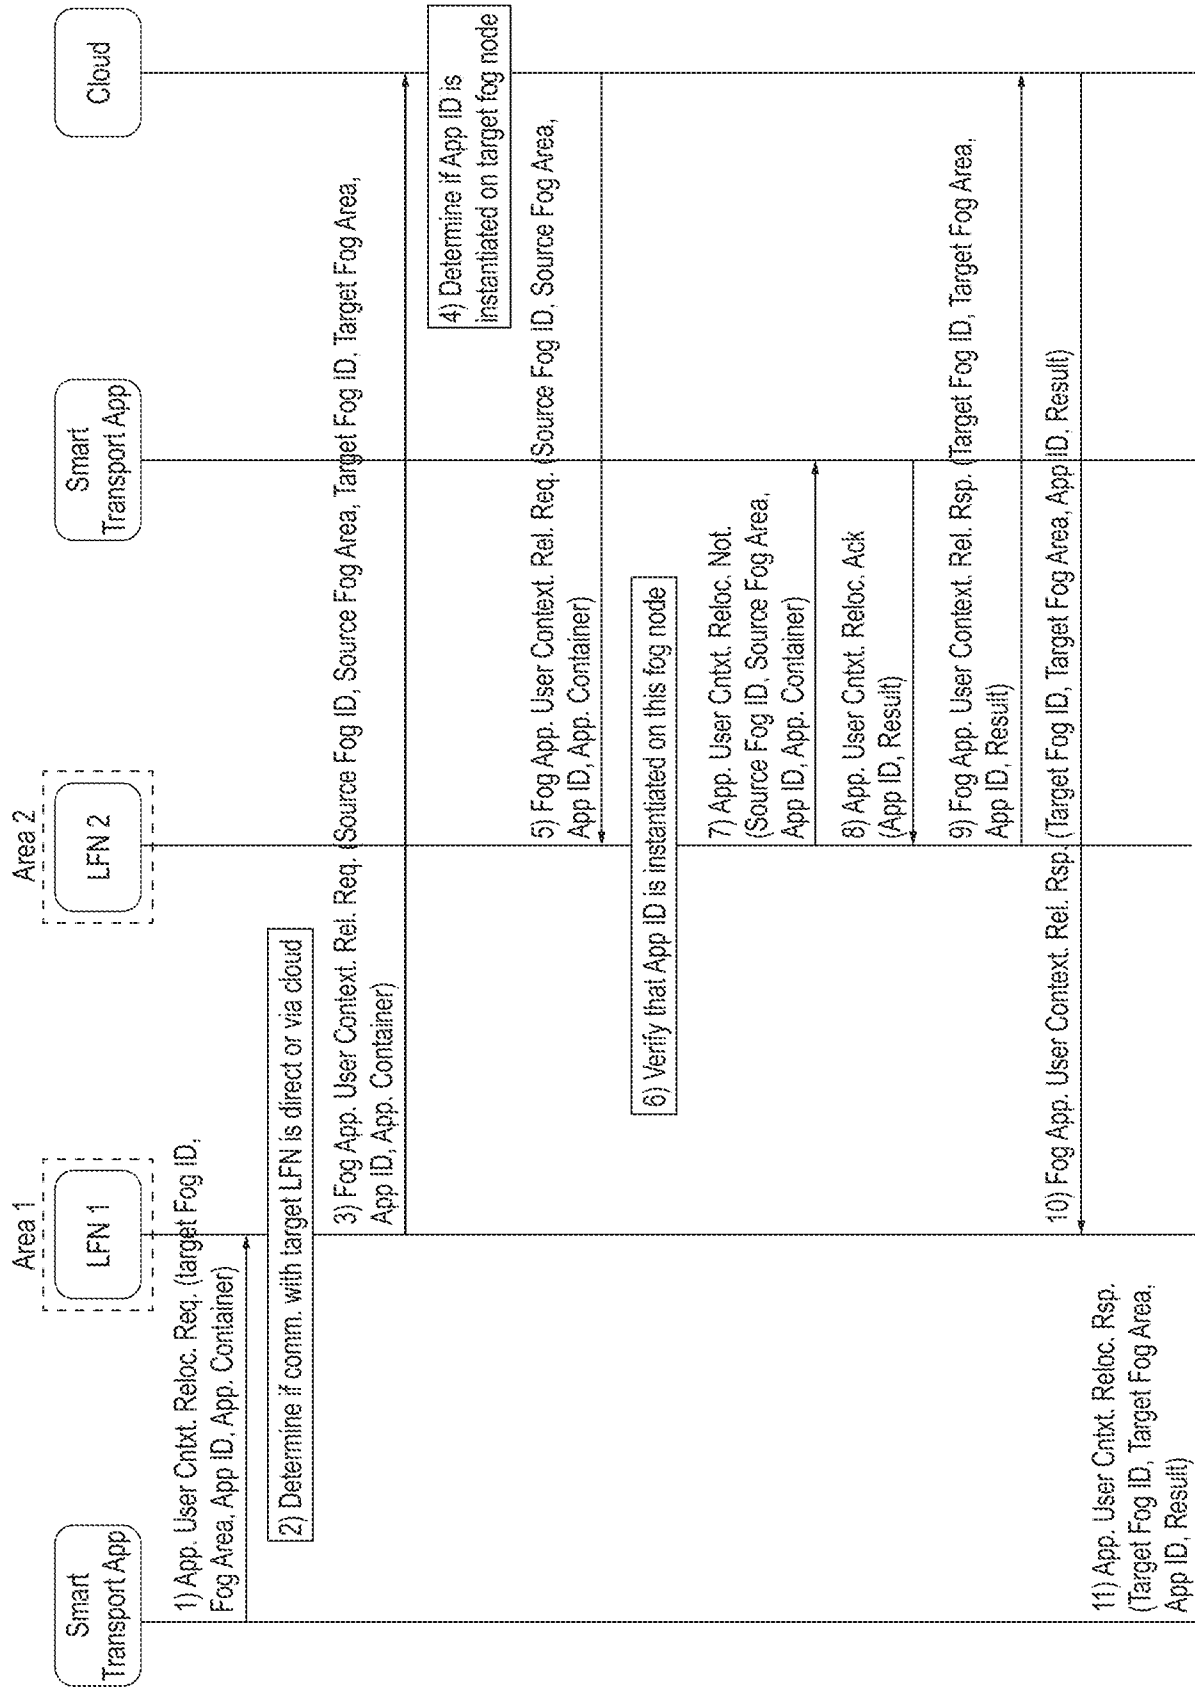 Smart
Transport App
Area 1
LFN 1
Area 2
LFN 2
Smart
Transport App
Cloud
1) App. User Cntxt. Reloc. Req. (target Fog ID,
Fog Area, App ID, App. Container)
2) Determine if comm. with target LFN is direct or via cloud
3) Fog App. User Context. Rel. Req. (Source Fog ID, Source Fog Area, Target Fog ID, Target Fog Area,
App ID, App. Container)
4) Determine if App ID is
instantiated on target fog node
5) Fog App. User Context. Rel. Req. (Source Fog ID, Source Fog Area,
App ID, App. Container)
6) Verify that App ID is instantiated on this fog node
7) App. User Cntxt. Reloc. Not.
(Source Fog ID, Source Fog Area,
App ID, App. Container)
8) App. User Cntxt. Reloc. Ack
(App ID, Result)
9) Fog App. User Context. Rel. Rsp. (Target Fog ID, Target Fog Area,
App ID, Result)
10) Fog App. User Context. Rel. Rsp. (Target Fog ID, Target Fog Area, App ID, Result)
11) App. User Cntxt. Reloc. Rsp.
(Target Fog ID, Target Fog Area,
App ID, Result)